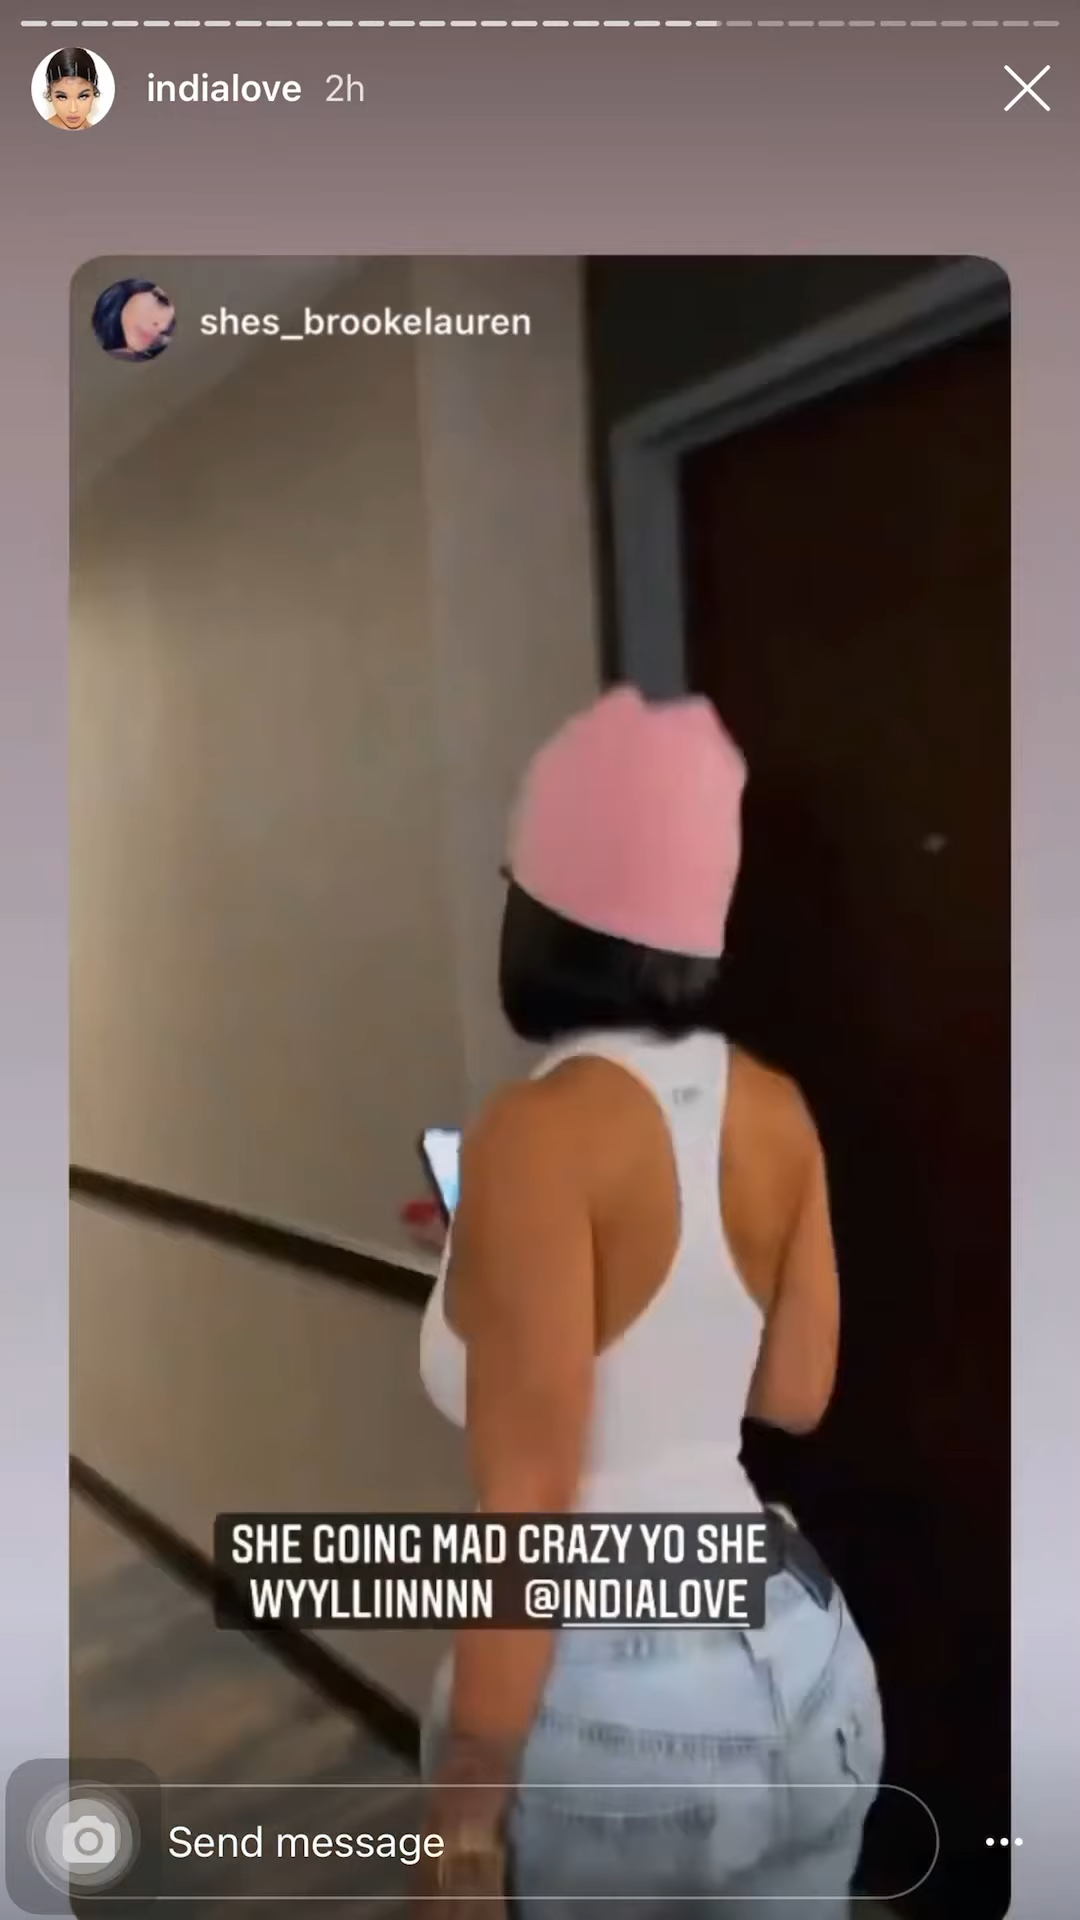 indialove 2h
shes_brookelauren
SHE GOING MAD CRAZY YO SHE
WYYLLIINNNN @INDIALOVE
Send message